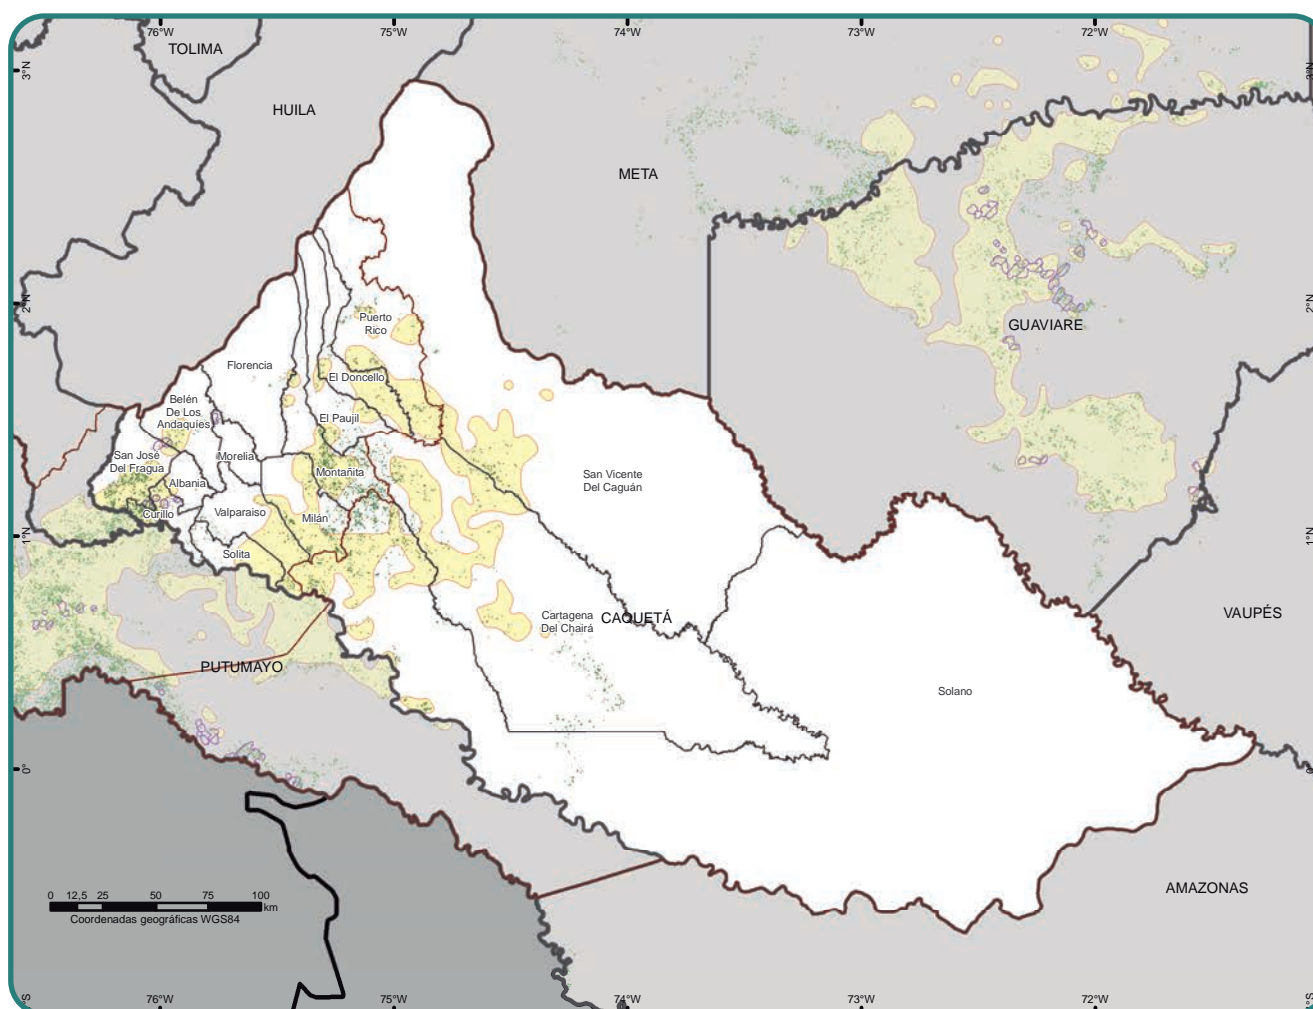 76°W
75°W
74°W
73°W
72°W
TOLIMA
3°N
3°N
HUILA
META
2°N
2°N
Puerto
Rico
GUAVIARE
Florencia
El Doncello
Belén
De Los
Andaquíes
El Paujil
San José
Del Fragua
Morelia
Montañita
San Vicente
Del Caguán
Albania
Curillo
Valparaiso
Milán
1°N
1°N
Solita
Cartagena
Del Chairá
CAQUETÁ
VAUPÉS
PUTUMAYO
Solano
0°
0°
AMAZONAS
0 12,5 25 50 75 100
km
Coordenadas geográficas WGS84
76°W
75°W
74°W
73°W
72°W